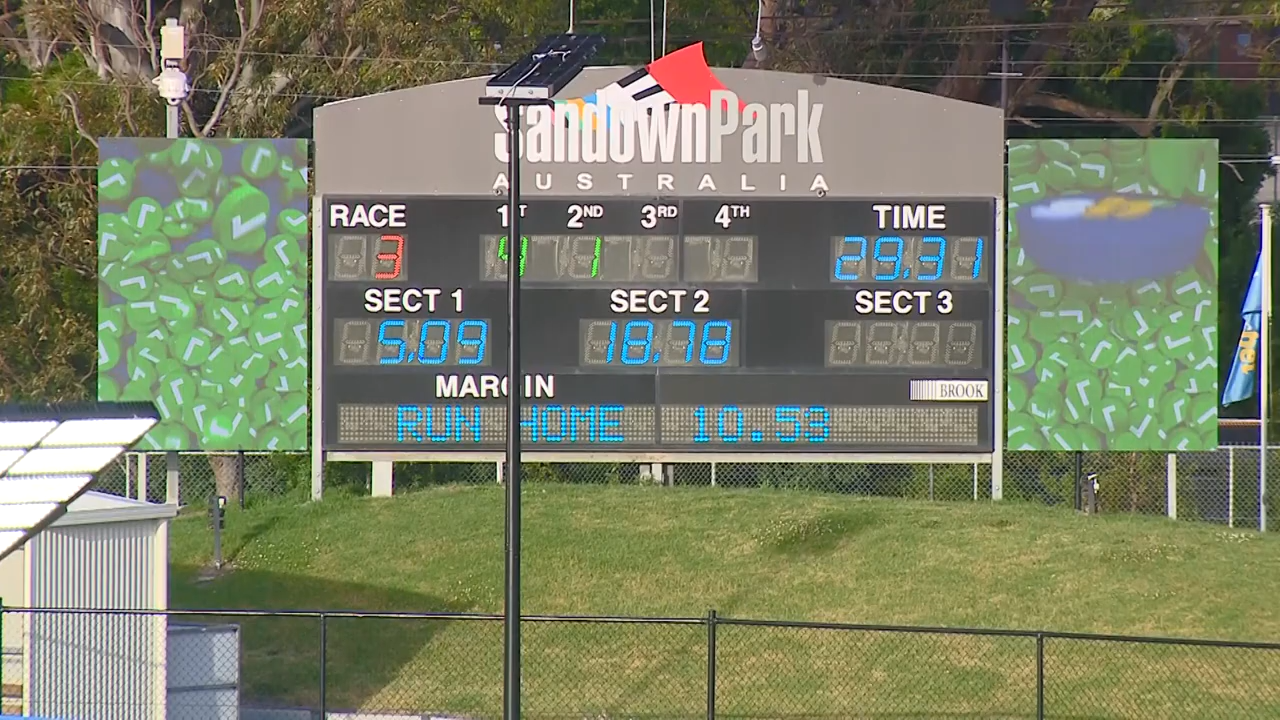 SandownPark
AUSTRALIA
RACE 1ST 2ND 3RD 4TH TIME
3 1 29.31
SECT 1 SECT 2 SECT 3
5.09 18.78
MARGIN BROOK
RUN HOME 10.53